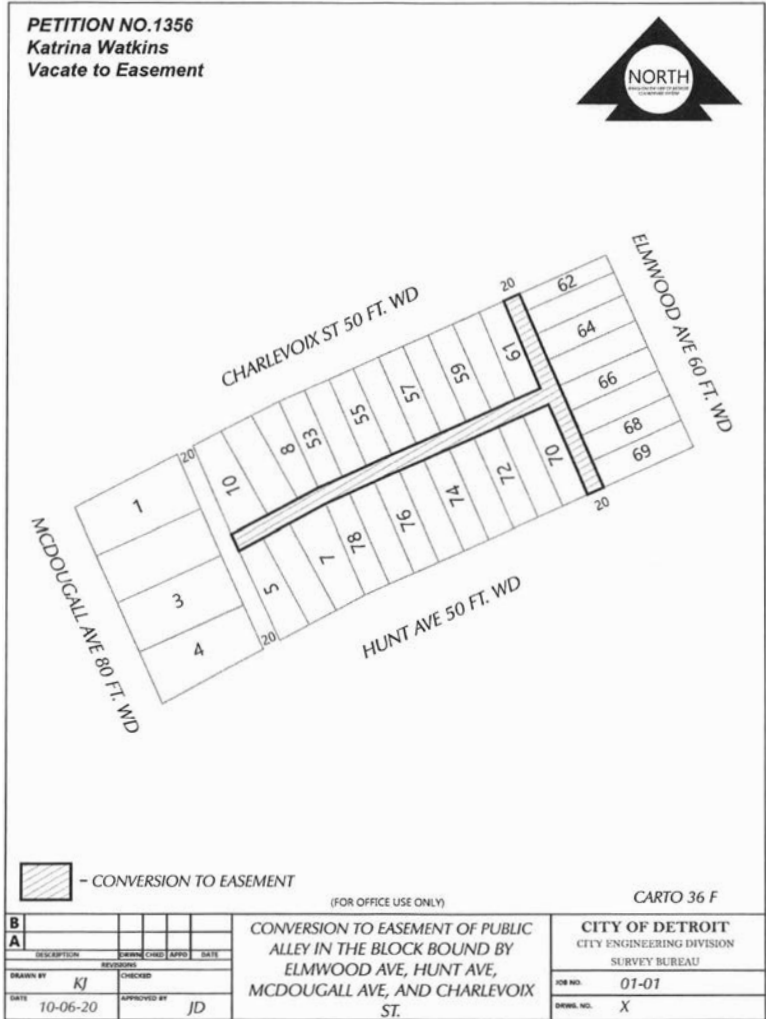 PETITION NO.1356
Katrina Watkins
Vacate to Easement
NORTH
CHARLEVOIX ST 50 FT. WD
ELMWOOD AVE 60 FT. WD
20
62
64
66
68
69
61
59
57
55
53
8
10
20
1
3
4
MCDOUGALL AVE 80 FT. WD
5
7
78
76
74
72
70
20
20
HUNT AVE 50 FT. WD
- CONVERSION TO EASEMENT
(FOR OFFICE USE ONLY)
CARTO 36 F
B
A
DESCRIPTION DRWN CHKD APPD DATE
REVISIONS
DRAWN BY KJ
CHECKED
DATE 10-06-20
APPROVED BY JD
CONVERSION TO EASEMENT OF PUBLIC
ALLEY IN THE BLOCK BOUND BY
ELMWOOD AVE, HUNT AVE,
MCDOUGALL AVE, AND CHARLEVOIX
ST.
CITY OF DETROIT
CITY ENGINEERING DIVISION
SURVEY BUREAU
JOB NO. 01-01
DRWG. NO. X